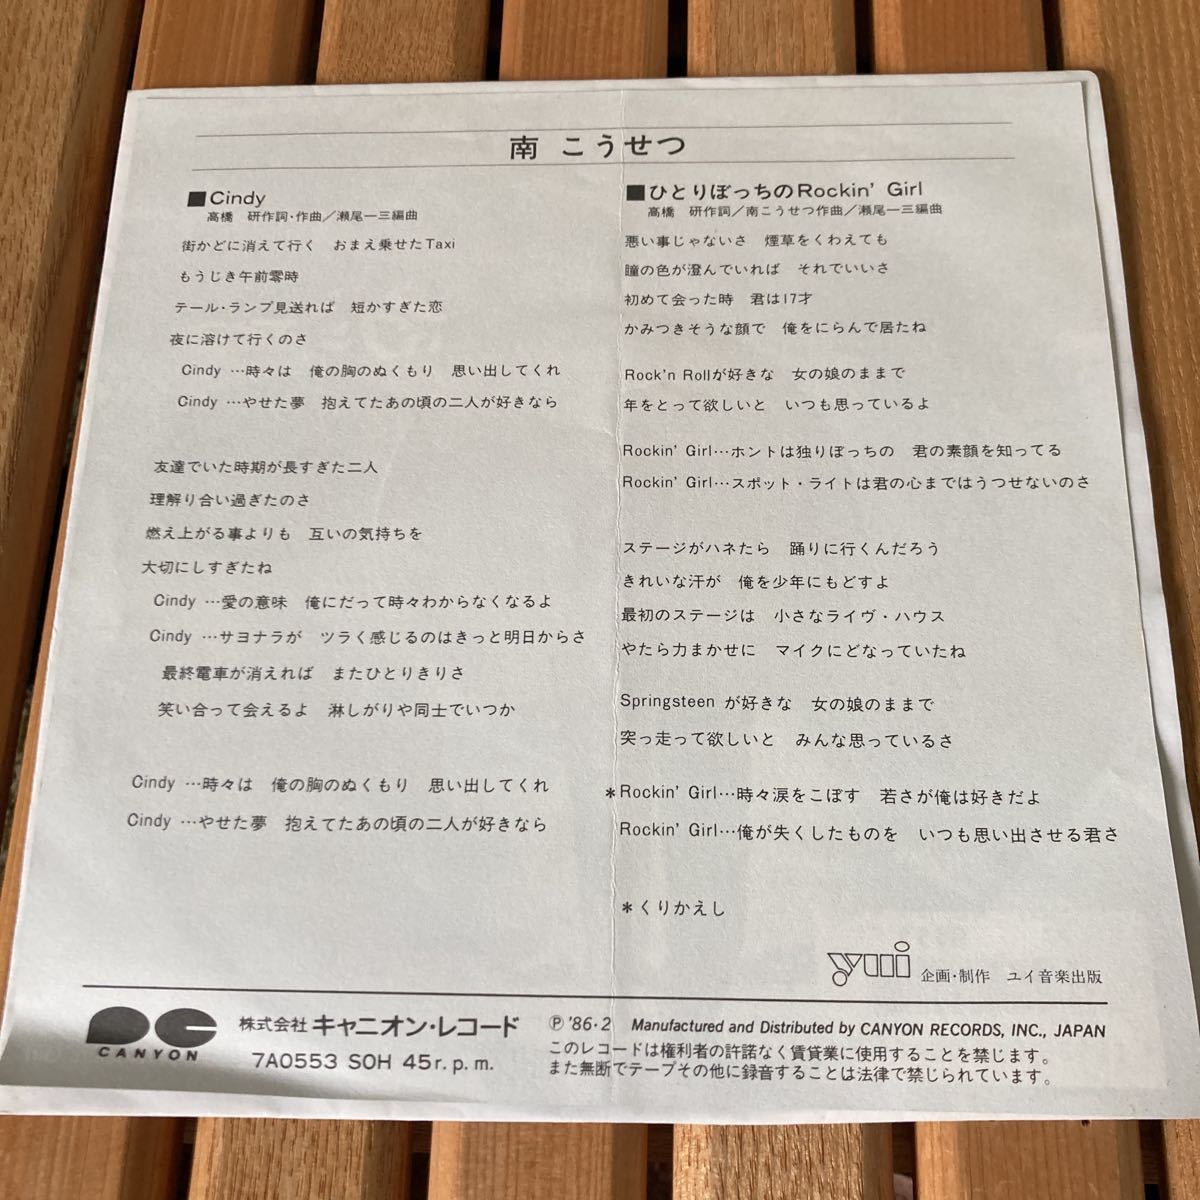 南 こうせつ
■Cindy
高橋 研作詞・作曲／瀬尾一三編曲
街かどに消えて行く おまえ乗せたTaxi
もうじき午前零時
テール・ランプ見送れば 短かすぎた恋
夜に溶けて行くのさ
Cindy …時々は 俺の胸のぬくもり 思い出してくれ
Cindy …やせた夢 抱えてたあの頃の二人が好きなら
友達でいた時期が長すぎた二人
理解り合い過ぎたのさ
燃え上がる事よりも 互いの気持ちを
大切にしすぎたね
Cindy …愛の意味 俺にだって時々わからなくなるよ
Cindy …サヨナラが ツラく感じるのはきっと明日からさ
最終電車が消えれば またひとりきりさ
笑い合って会えるよ 淋しがりや同士でいつか
Cindy …時々は 俺の胸のぬくもり 思い出してくれ
Cindy …やせた夢 抱えてたあの頃の二人が好きなら
■ひとりぼっちのRockin' Girl
高橋 研作詞／南こうせつ作曲／瀬尾一三編曲
悪い事じゃないさ 煙草をくわえても
瞳の色が澄んでいれば それでいいさ
初めて会った時 君は17才
かみつきそうな顔で 俺をにらんで居たね
Rock'n Rollが好きな 女の娘のままで
年をとって欲しいと いつも思っているよ
Rockin' Girl…ホントは独りぼっちの 君の素顔を知ってる
Rockin' Girl…スポット・ライトは君の心まではうつせないのさ
ステージがハネたら 踊りに行くんだろう
きれいな汗が 俺を少年にもどすよ
最初のステージは 小さなライヴ・ハウス
やたら力まかせに マイクにどなっていたね
Springsteen が好きな 女の娘のままで
突っ走って欲しいと みんな思っているさ
*Rockin' Girl…時々涙をこぼす 若さが俺は好きだよ
Rockin' Girl…俺が失くしたものを いつも思い出させる君さ
*くりかえし
yui 企画・制作 ユイ音楽出版
CANYON
株式会社 キャニオン・レコード
7A0553 SOH 45r.p.m.
Ⓟ '86・2 Manufactured and Distributed by CANYON RECORDS, INC., JAPAN
このレコードは権利者の許諾なく賃貸業に使用することを禁じます。
また無断でテープその他に録音することは法律で禁じられています。